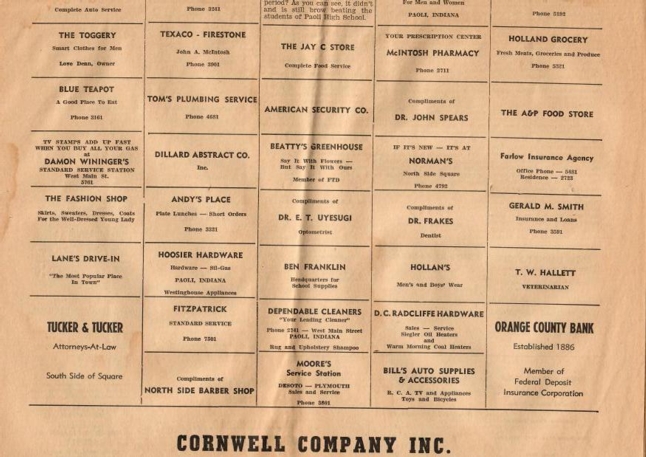 Complete Auto Service
THE TOGGERY
Smart Clothes for Men
Loren Dean, Owner
BLUE TEAPOT
A Good Place To Eat
Phone 2161
TV STAMPS ADD UP FAST
WHEN YOU BUY ALL YOUR GAS
at
DAMON WININGER'S
STANDARD SERVICE STATION
West Main St.
5701
THE FASHION SHOP
Skirts, Sweaters, Dresses, Coats
For the Well-Dressed Young Lady
LANE'S DRIVE-IN
"The Most Popular Place
In Town"
TUCKER & TUCKER
Attorneys-At-Law
South Side of Square
Phone 3241
TEXACO - FIRESTONE
John A. McIntosh
Phone 3901
TOM'S PLUMBING SERVICE
Phone 4681
DILLARD ABSTRACT CO.
Inc.
ANDY'S PLACE
Plate Lunches — Short Orders
Phone 3321
HOOSIER HARDWARE
Hardware — Sil-Gas
PAOLI, INDIANA
Westinghouse Appliances
FITZPATRICK
STANDARD SERVICE
Phone 7501
Compliments of
NORTH SIDE BARBER SHOP
period? As you can see, it didn't
and is still brow beating the
students of Paoli High School.
THE JAY C STORE
Complete Food Service
AMERICAN SECURITY CO.
BEATTY'S GREENHOUSE
Say It With Flowers —
But Say It With Ours
Member of FTD
Compliments of
DR. E. T. UYESUGI
Optometrist
BEN FRANKLIN
Headquarters for
School Supplies
DEPENDABLE CLEANERS
"Your Leading Cleaner"
Phone 2741 — West Main Street
PAOLI, INDIANA
Rug and Upholstery Shampoo
MOORE'S
Service Station
DESOTO — PLYMOUTH
Sales and Service
Phone 3801
For Men and Women
PAOLI, INDIANA
YOUR PRESCRIPTION CENTER
McINTOSH PHARMACY
Phone 2711
Compliments of
DR. JOHN SPEARS
IF IT'S NEW — IT'S AT
NORMAN'S
North Side Square
Phone 4792
Compliments of
DR. FRAKES
Dentist
HOLLAN'S
Men's and Boys' Wear
D. C. RADCLIFFE HARDWARE
Sales — Service
Siegler Oil Heaters
and
Warm Morning Coal Heaters
BILL'S AUTO SUPPLIES
& ACCESSORIES
R. C. A. TV and Appliances
Toys and Bicycles
Phone 5192
HOLLAND GROCERY
Fresh Meats, Groceries and Produce
Phone 5321
THE A&P FOOD STORE
Farlow Insurance Agency
Office Phone — 5481
Residence — 2725
GERALD M. SMITH
Insurance and Loans
Phone 3591
T. W. HALLETT
VETERINARIAN
ORANGE COUNTY BANK
Established 1886
Member of
Federal Deposit
Insurance Corporation
CORNWELL COMPANY INC.